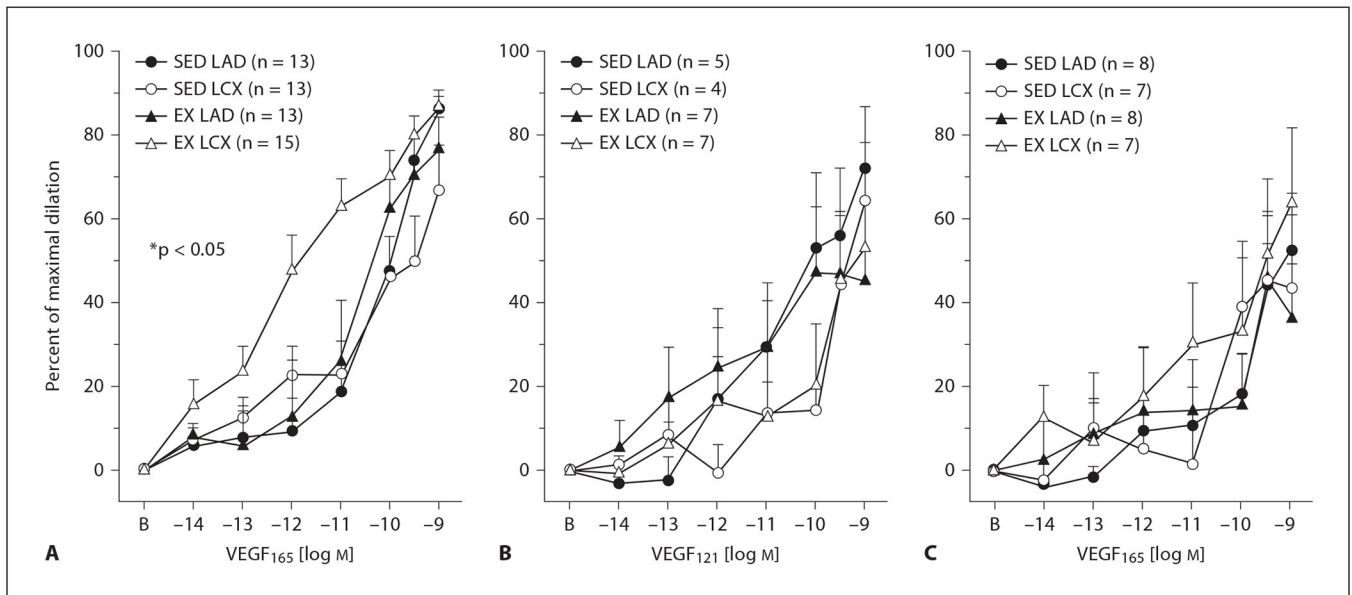 Percent of maximal dilation
100
80
60
40
20
0
SED LAD (n = 13)
SED LCX (n = 13)
EX LAD (n = 13)
EX LCX (n = 15)
*p < 0.05
B –14 –13 –12 –11 –10 –9
A VEGF₁₆₅ [log M]
100
80
60
40
20
0
SED LAD (n = 5)
SED LCX (n = 4)
EX LAD (n = 7)
EX LCX (n = 7)
B –14 –13 –12 –11 –10 –9
B VEGF₁₂₁ [log M]
100
80
60
40
20
0
SED LAD (n = 8)
SED LCX (n = 7)
EX LAD (n = 8)
EX LCX (n = 7)
B –14 –13 –12 –11 –10 –9
C VEGF₁₆₅ [log M]